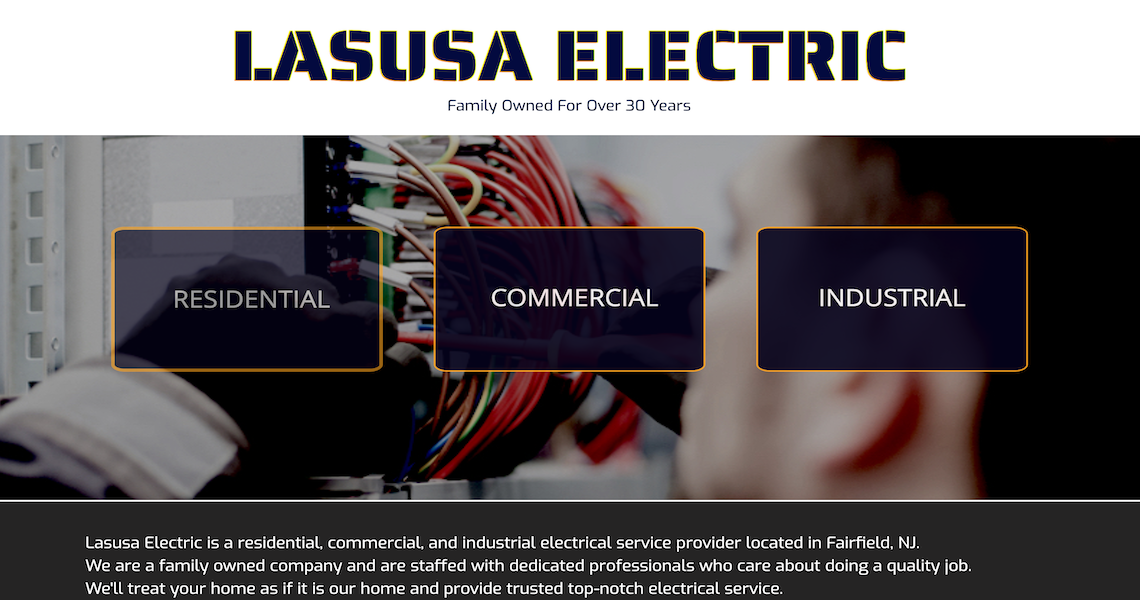 LASUSA ELECTRIC
Family Owned For Over 30 Years
RESIDENTIAL
COMMERCIAL
INDUSTRIAL
Lasusa Electric is a residential, commercial, and industrial electrical service provider located in Fairfield, NJ.
We are a family owned company and are staffed with dedicated professionals who care about doing a quality job.
We'll treat your home as if it is our home and provide trusted top-notch electrical service.